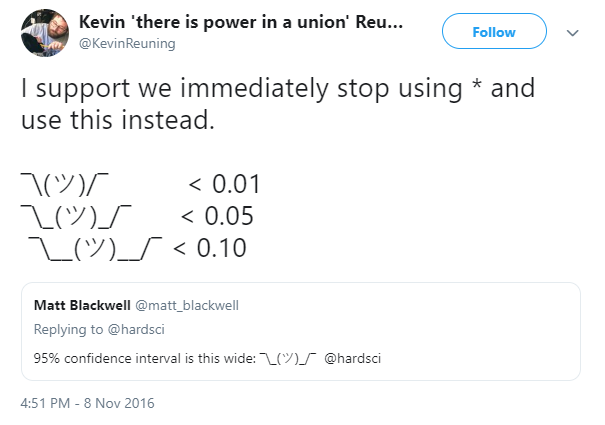 Kevin 'there is power in a union' Reu...
@KevinReuning
Follow
I support we immediately stop using * and
use this instead.
¯\(ツ)/¯ < 0.01
¯\_(ツ)_/¯ < 0.05
¯\__(ツ)__/¯ < 0.10
Matt Blackwell @matt_blackwell
Replying to @hardsci
95% confidence interval is this wide: ¯\_(ツ)_/¯ @hardsci
4:51 PM - 8 Nov 2016